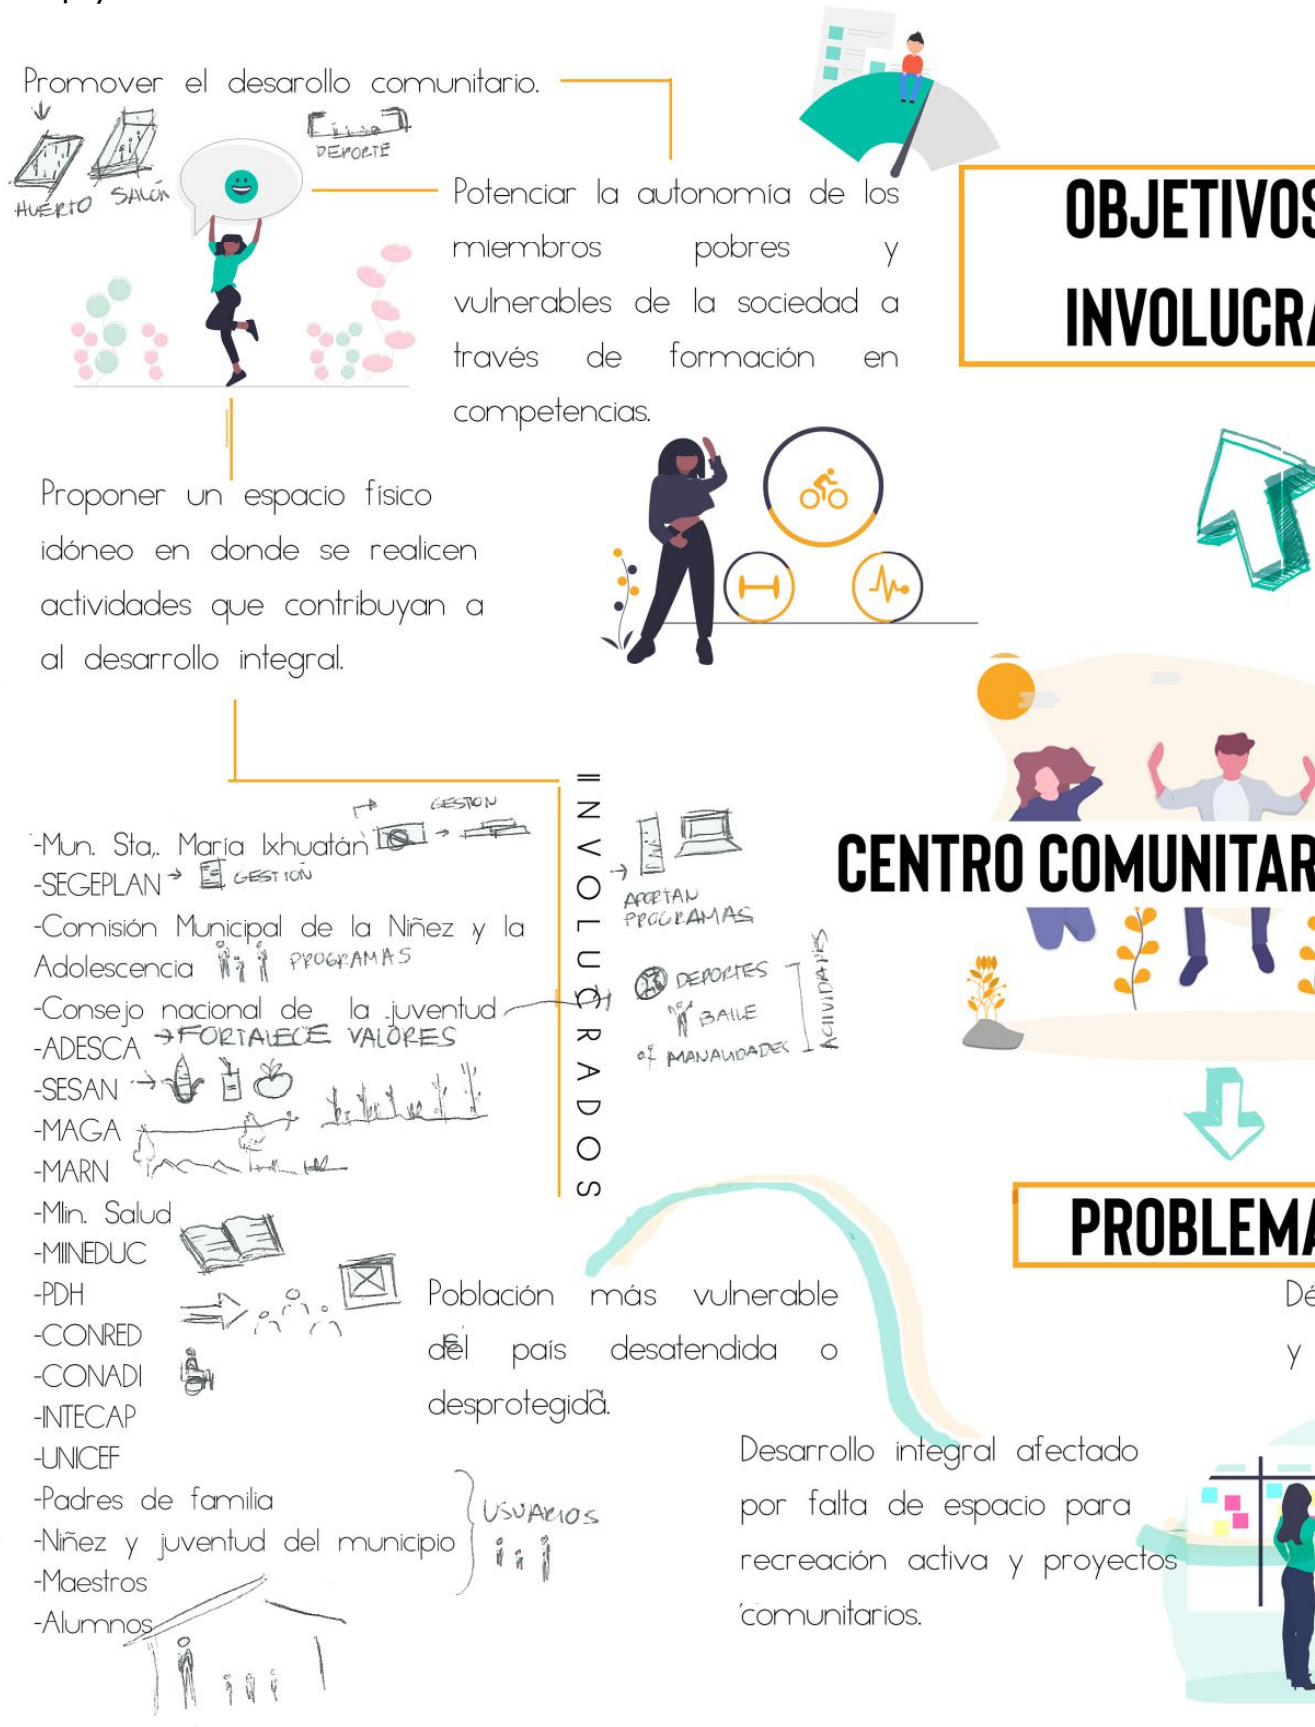 Promover el desarollo comunitario.
HUERTO
SALÓN
DEPORTE
Potenciar la autonomía de los
miembros pobres y
vulnerables de la sociedad a
través de formación en
competencias.
OBJETIVOS
INVOLUCRA
Proponer un espacio físico
idóneo en donde se realicen
actividades que contribuyan a
al desarrollo integral.
INVOLUCRADOS
GESTION
-Mun. Sta,. María Ixhuatán
-SEGEPLAN
GESTIÓN
-Comisión Municipal de la Niñez y la
Adolescencia
PROGRAMAS
-Consejo nacional de la juventud
-ADESCA
FORTALECE VALORES
-SESAN
-MAGA
-MARN
-MIin. Salud
-MIINEDUC
-PDH
-CONRED
-CONADI
-INTECAP
-UNICEF
-Padres de familia
-Niñez y juventud del municipio
-Maestros
-Alumnos
USUARIOS
APORTAN
PROGRAMAS
DEPORTES
BAILE
MANALIDADES
ACTIVIDADES
CENTRO COMUNITAR
PROBLEMA
Dé
y
Población más vulnerable
del país desatendida o
desprotegida.
Desarrollo integral afectado
por falta de espacio para
recreación activa y proyectos
comunitarios.